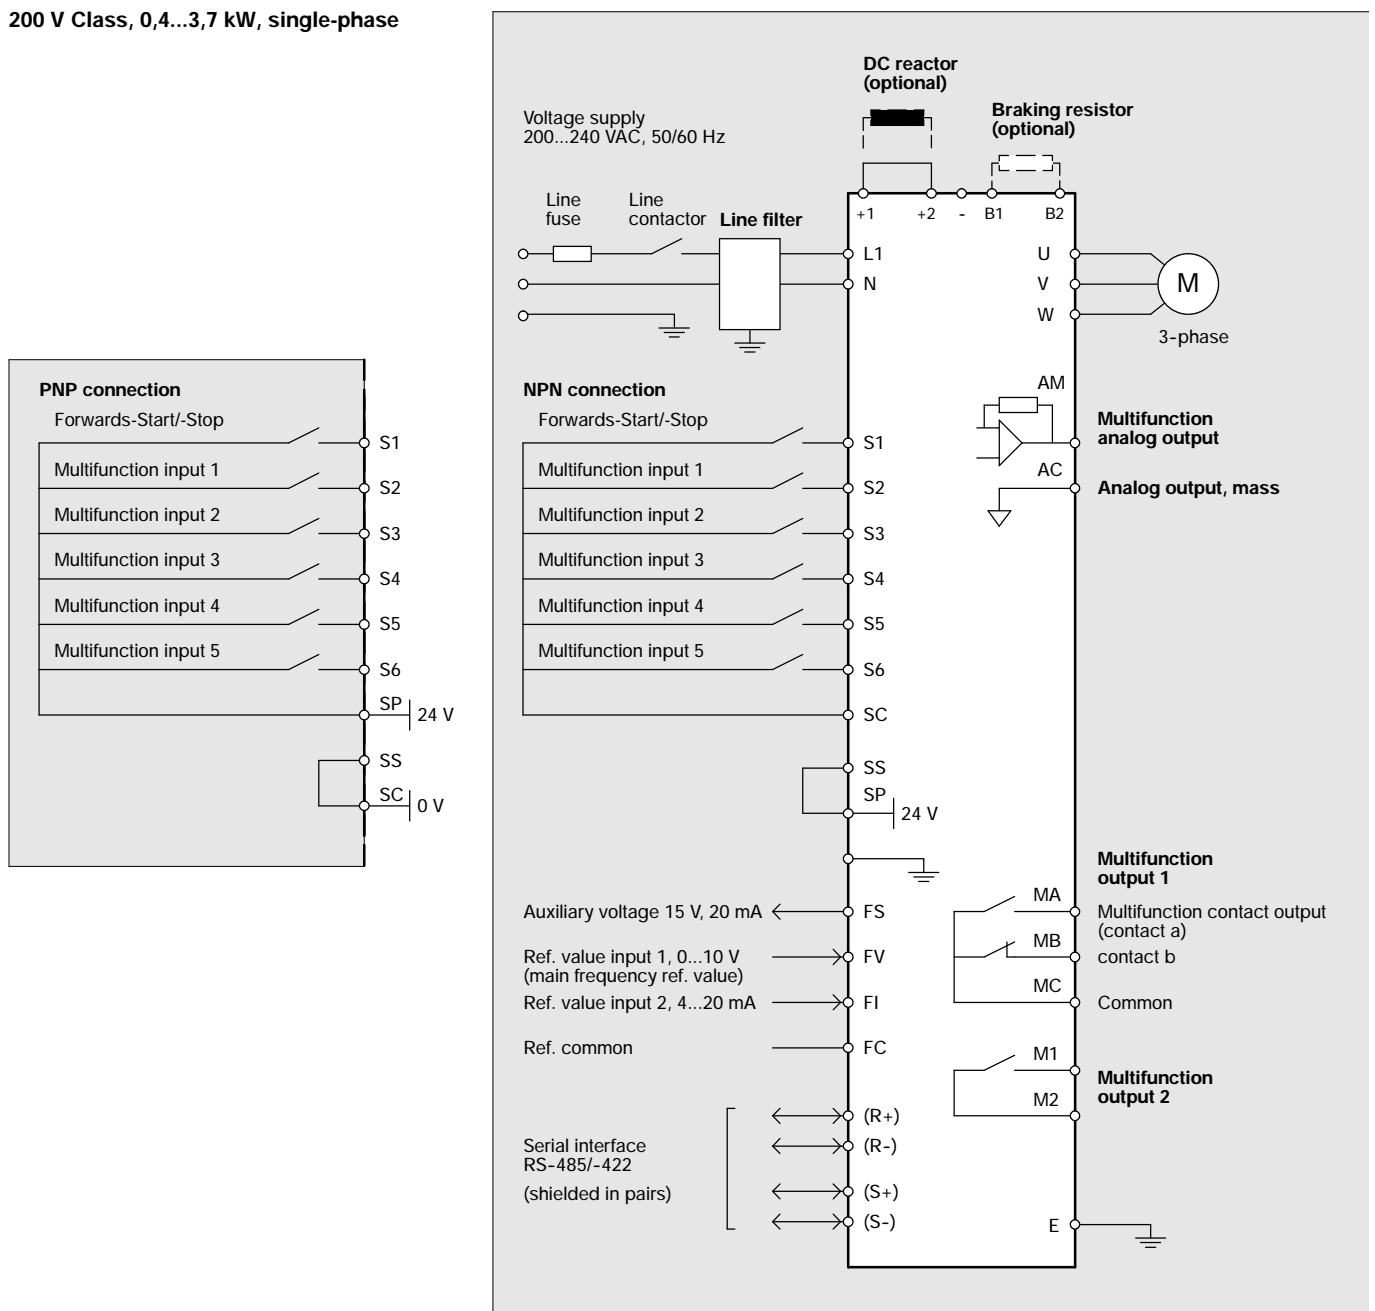 200 V Class, 0,4...3,7 kW, single-phase
DC reactor
(optional)
Braking resistor
(optional)
Voltage supply
200...240 VAC, 50/60 Hz
Line
fuse
Line
contactor
Line filter
+1
+2
-
B1
B2
L1
N
U
V
W
M
3-phase
PNP connection
Forwards-Start/-Stop
S1
Multifunction input 1
S2
Multifunction input 2
S3
Multifunction input 3
S4
Multifunction input 4
S5
Multifunction input 5
S6
SP
24 V
SS
SC
0 V
NPN connection
Forwards-Start/-Stop
S1
Multifunction input 1
S2
Multifunction input 2
S3
Multifunction input 3
S4
Multifunction input 4
S5
Multifunction input 5
S6
SC
SS
SP
24 V
AM
Multifunction
analog output
AC
Analog output, mass
Auxiliary voltage 15 V, 20 mA
FS
Ref. value input 1, 0...10 V
(main frequency ref. value)
FV
Ref. value input 2, 4...20 mA
FI
Ref. common
FC
Serial interface
RS-485/-422
(shielded in pairs)
(R+)
(R-)
(S+)
(S-)
Multifunction
output 1
MA
Multifunction contact output
(contact a)
MB
contact b
MC
Common
M1
Multifunction
output 2
M2
E